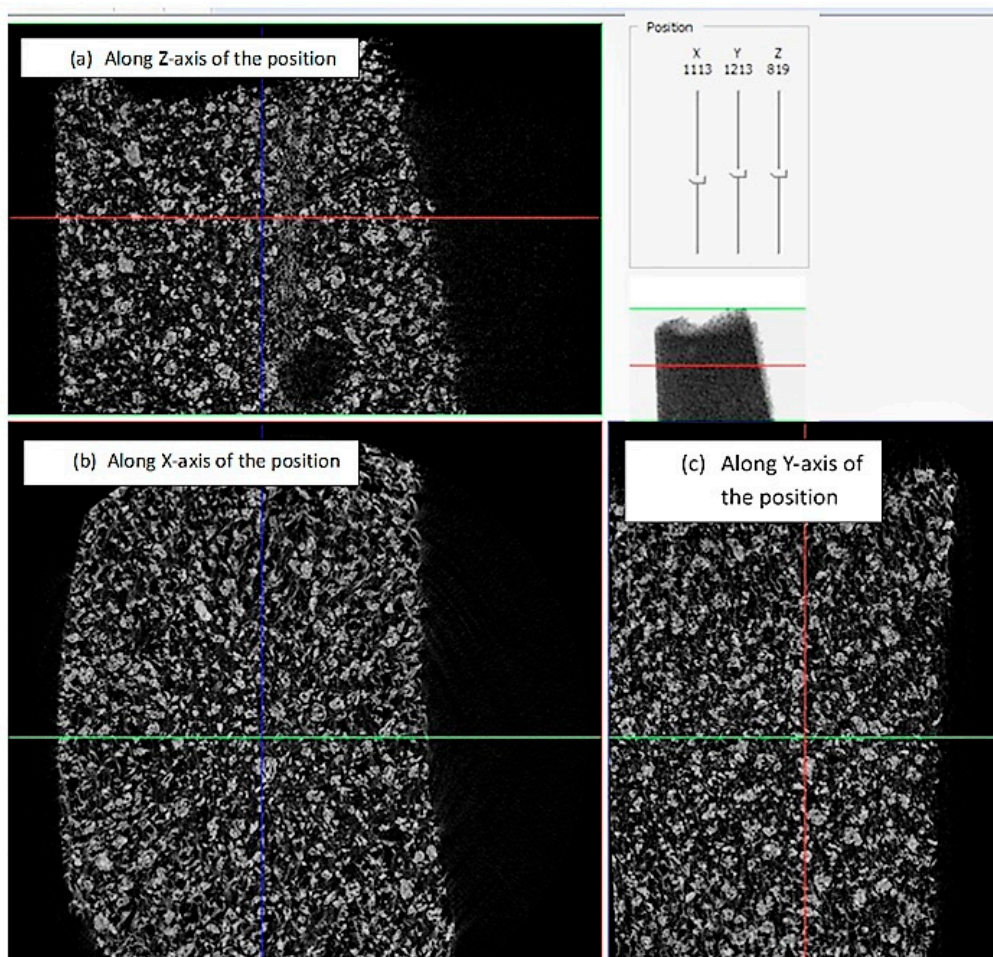 (a) Along Z-axis of the position
Position
X Y Z
1113 1213 819
(b) Along X-axis of the position
(c) Along Y-axis of
the position